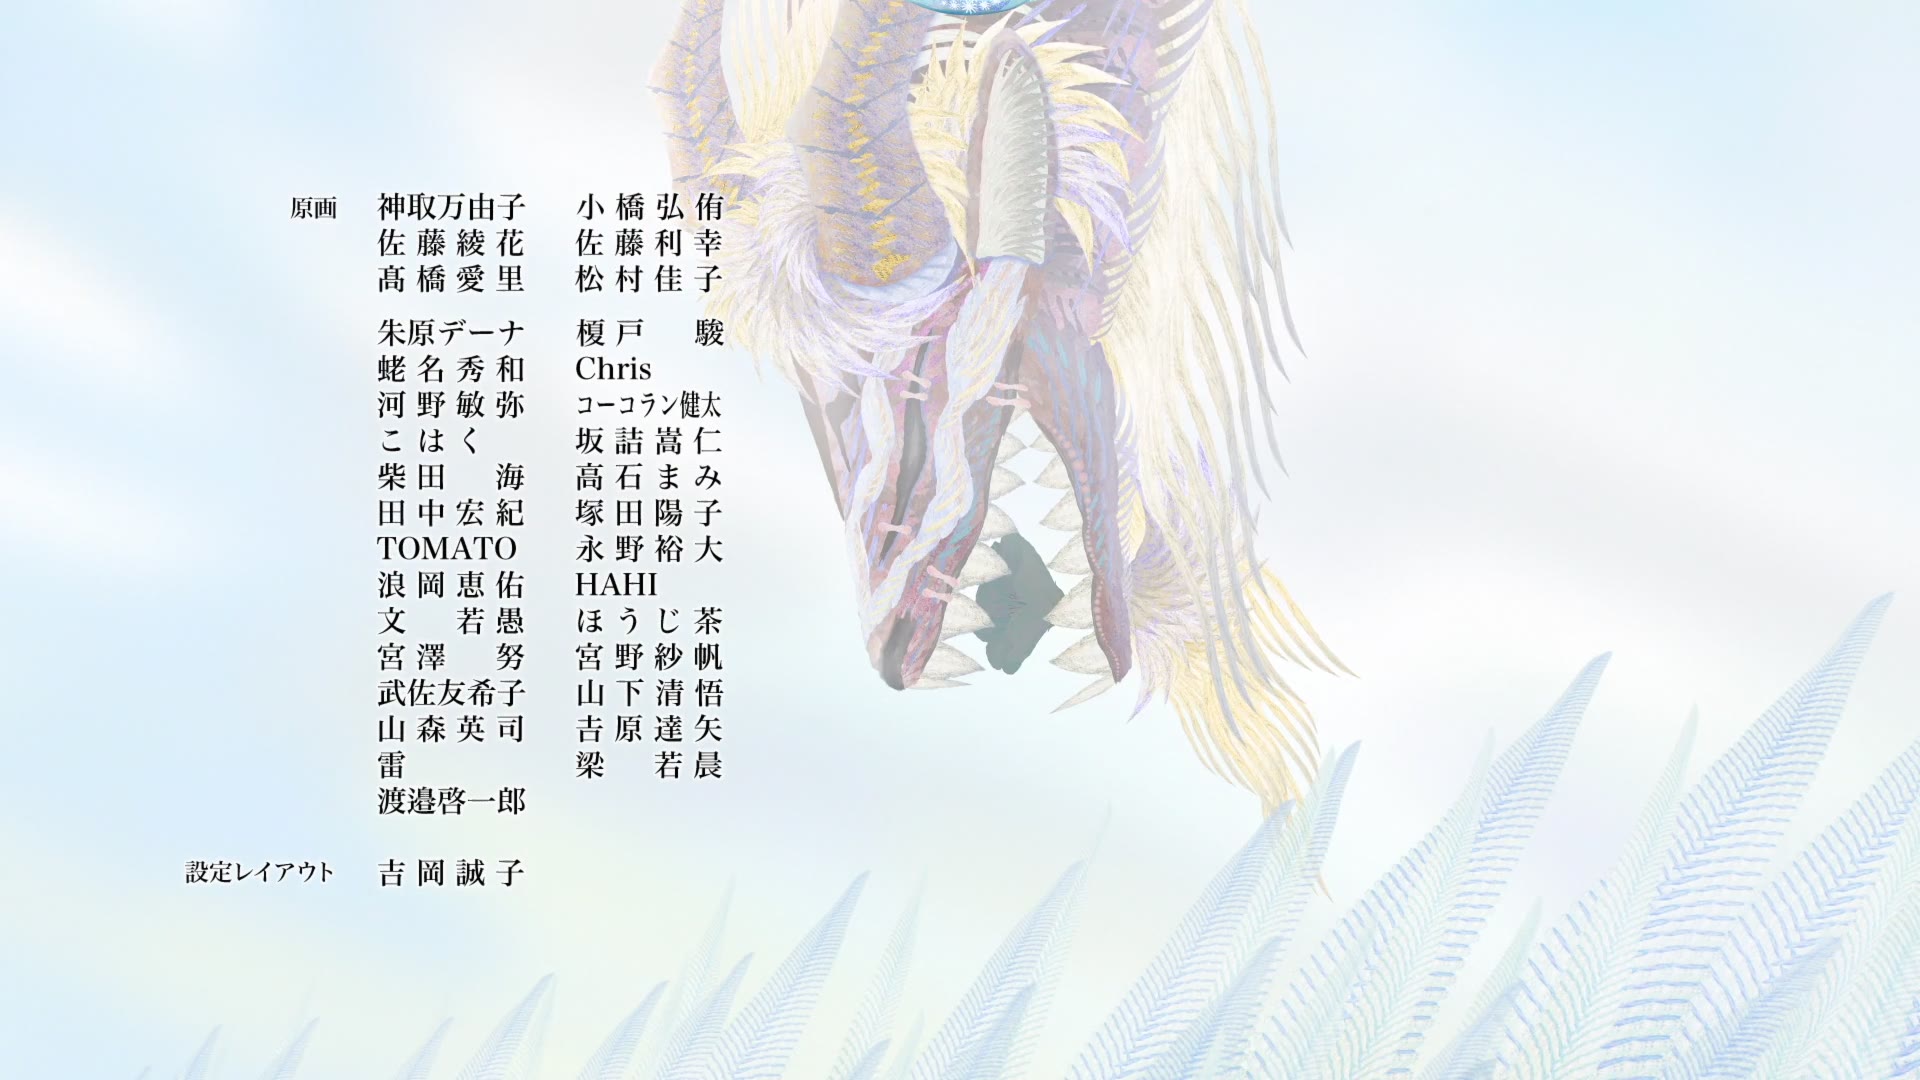 原画 神取万由子 小橋弘侑
佐藤綾花 佐藤利幸
髙橋愛里 松村佳子
朱原デーナ 榎戸 駿
蛯名秀和 Chris
河野敏弥 コーコラン健太
こはく 坂詰嵩仁
柴田 海 高石まみ
田中宏紀 塚田陽子
TOMATO 永野裕大
浪岡恵佑 HAHI
文 若愚 ほうじ茶
宮澤 努 宮野紗帆
武佐友希子 山下清悟
山森英司 𠮷原達矢
雷 梁 若晨
渡邉啓一郎
設定レイアウト 吉岡誠子